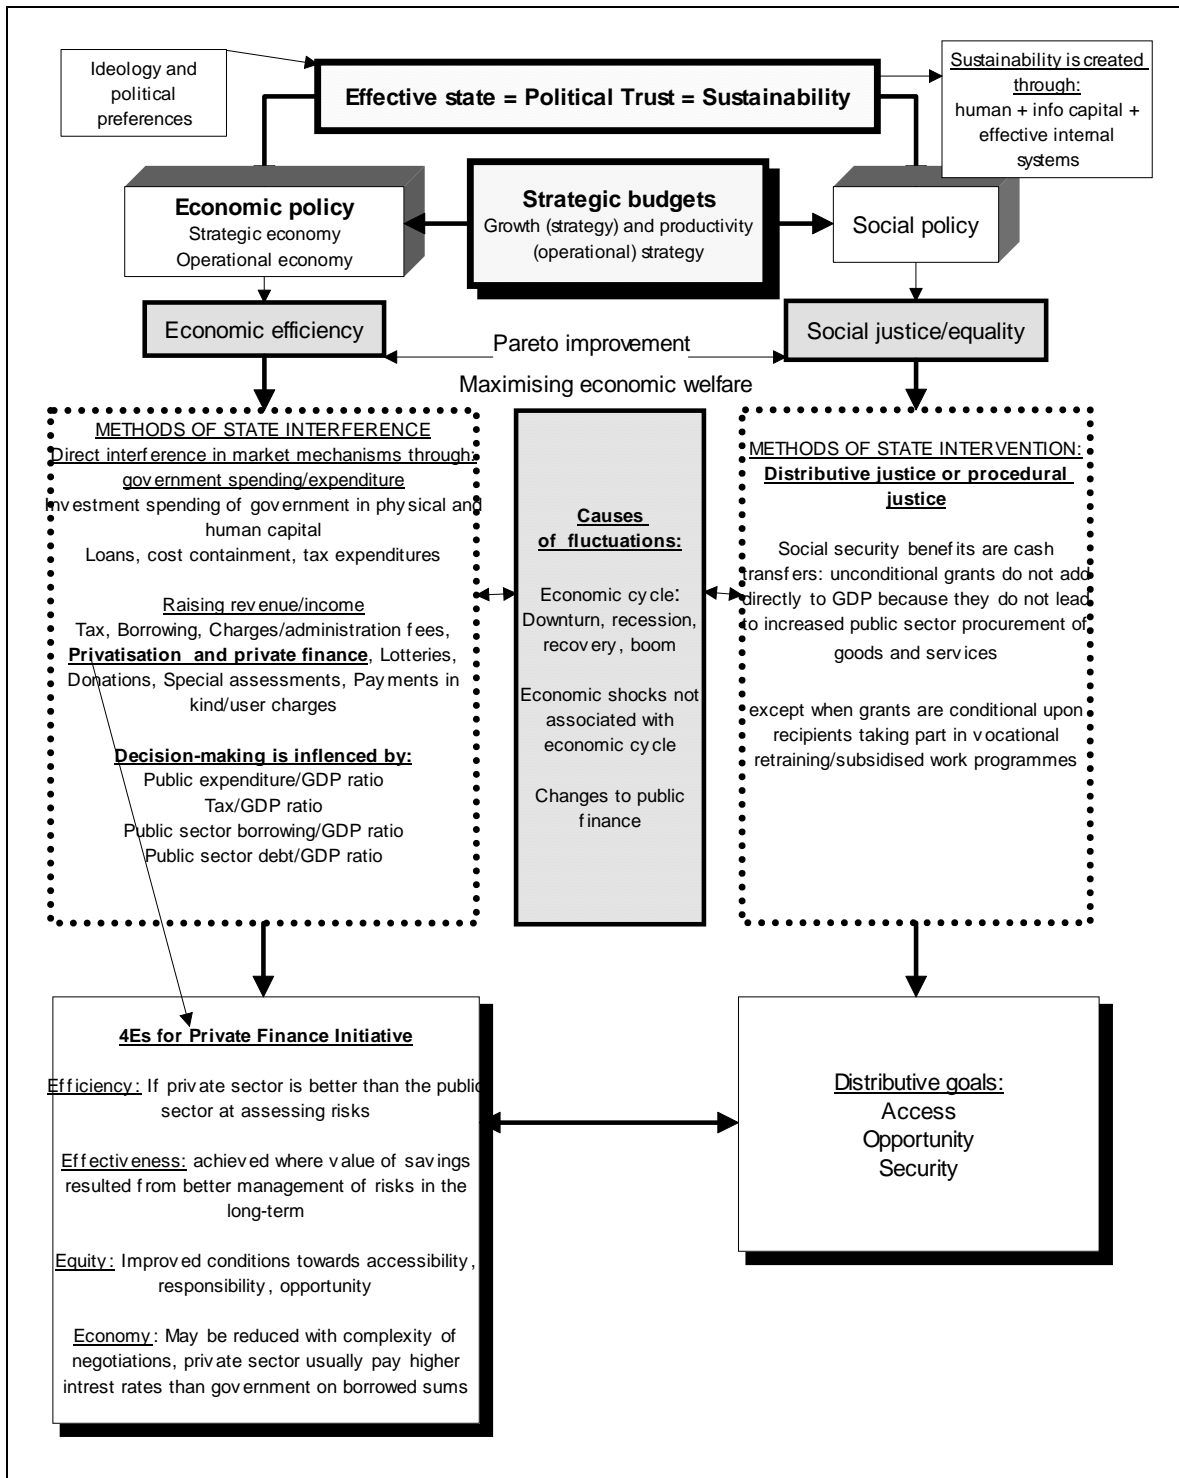 Ideology and
political
preferences
Effective state = Political Trust = Sustainability
Sustainability is created
through:
human + info capital +
effective internal
systems
Economic policy
Strategic economy
Operational economy
Strategic budgets
Growth (strategy) and productivity
(operational) strategy
Social policy
Economic efficiency
Social justice/equality
Pareto improvement
Maximising economic welfare
METHODS OF STATE INTERFERENCE
Direct interference in market mechanisms through:
government spending/expenditure
Investment spending of government in physical and
human capital
Loans, cost containment, tax expenditures
Raising revenue/income
Tax, Borrowing, Charges/administration fees,
Privatisation and private finance, Lotteries,
Donations, Special assessments, Payments in
kind/user charges
Decision-making is inflenced by:
Public expenditure/GDP ratio
Tax/GDP ratio
Public sector borrowing/GDP ratio
Public sector debt/GDP ratio
Causes
of fluctuations:
Economic cycle:
Downturn, recession,
recovery, boom
Economic shocks not
associated with
economic cycle
Changes to public
finance
METHODS OF STATE INTERVENTION:
Distributive justice or procedural
justice
Social security benefits are cash
transfers: unconditional grants do not add
directly to GDP because they do not lead
to increased public sector procurement of
goods and services
except when grants are conditional upon
recipients taking part in vocational
retraining/subsidised work programmes
4Es for Private Finance Initiative
Efficiency: If private sector is better than the public
sector at assessing risks
Effectiveness: achieved where value of savings
resulted from better management of risks in the
long-term
Equity: Improved conditions towards accessibility,
responsibility, opportunity
Economy: May be reduced with complexity of
negotiations, private sector usually pay higher
intrest rates than government on borrowed sums
Distributive goals:
Access
Opportunity
Security